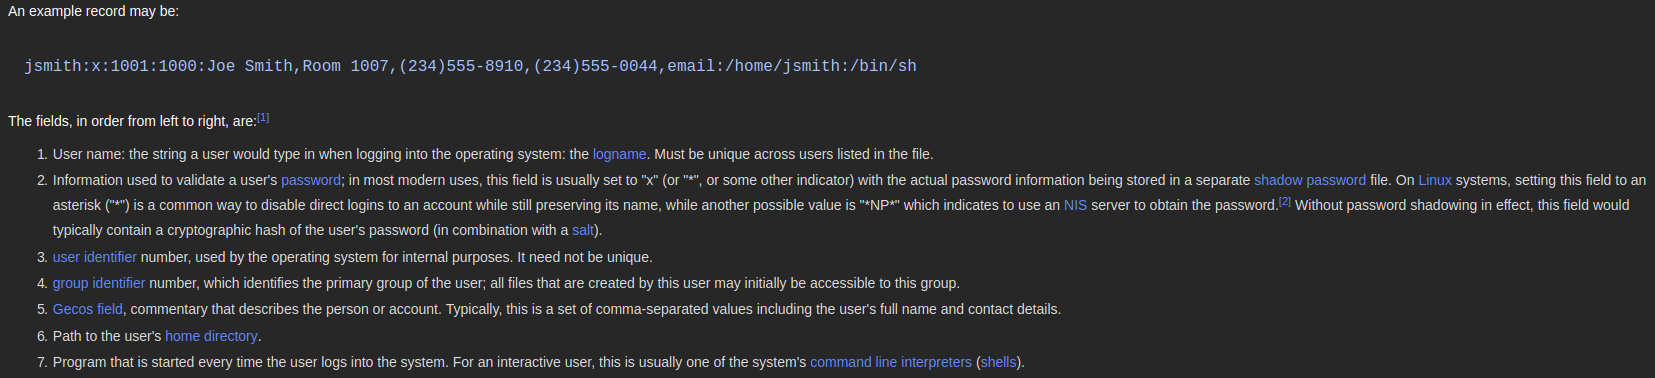 An example record may be:
jsmith:x:1001:1000:Joe Smith,Room 1007,(234)555-8910,(234)555-0044,email:/home/jsmith:/bin/sh
The fields, in order from left to right, are:[1]
1. User name: the string a user would type in when logging into the operating system: the logname. Must be unique across users listed in the file.
2. Information used to validate a user's password; in most modern uses, this field is usually set to "x" (or "*", or some other indicator) with the actual password information being stored in a separate shadow password file. On Linux systems, setting this field to an
asterisk ("*") is a common way to disable direct logins to an account while still preserving its name, while another possible value is "*NP*" which indicates to use an NIS server to obtain the password.[2] Without password shadowing in effect, this field would
typically contain a cryptographic hash of the user's password (in combination with a salt).
3. user identifier number, used by the operating system for internal purposes. It need not be unique.
4. group identifier number, which identifies the primary group of the user; all files that are created by this user may initially be accessible to this group.
5. Gecos field, commentary that describes the person or account. Typically, this is a set of comma-separated values including the user's full name and contact details.
6. Path to the user's home directory.
7. Program that is started every time the user logs into the system. For an interactive user, this is usually one of the system's command line interpreters (shells).